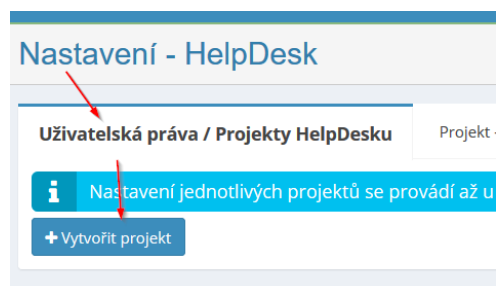 Nastavení - HelpDesk
Uživatelská práva / Projekty HelpDesku
Projekt
Nastavení jednotlivých projektů se provádí až u
Vytvořit projekt